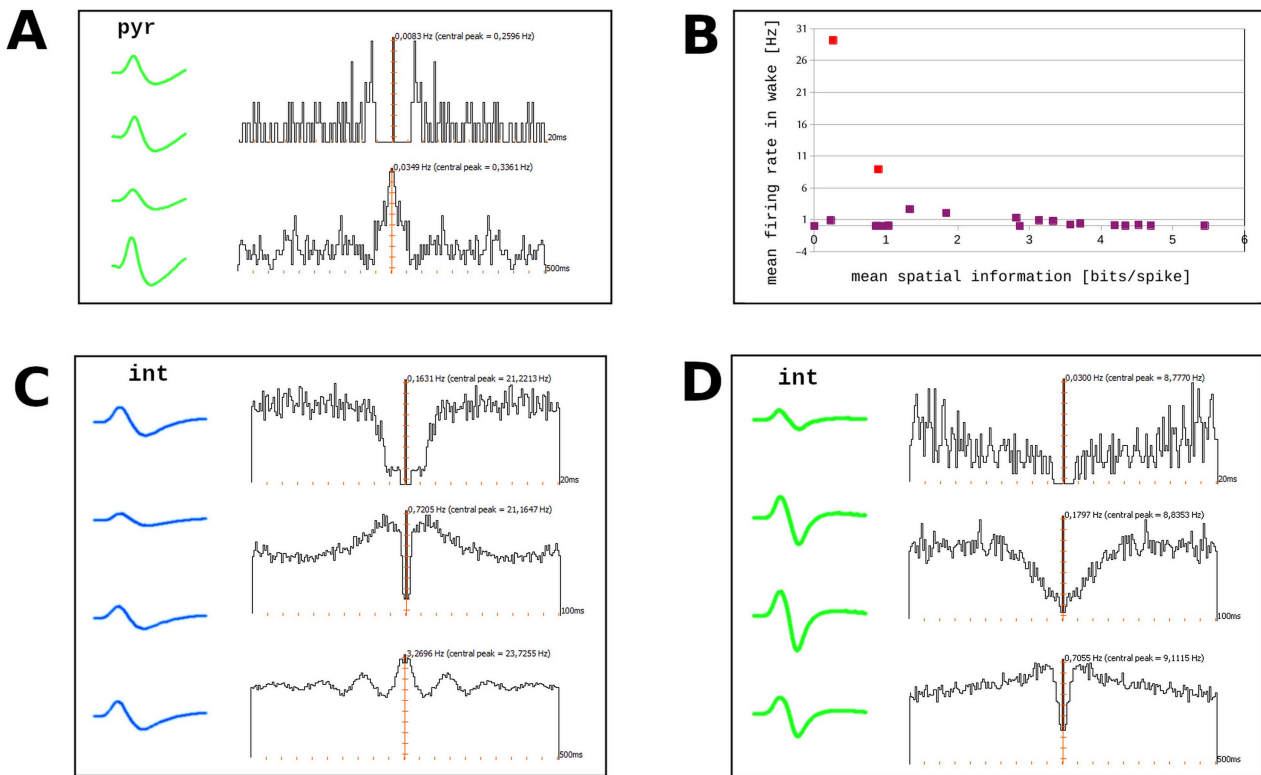 A
pyr
0,0083 Hz (central peak = 0,2596 Hz)
20ms
0,0349 Hz (central peak = 0,3361 Hz)
500ms
B
mean firing rate in wake [Hz]
31
26
21
16
11
6
1
−4
0 1 2 3 4 5 6
mean spatial information [bits/spike]
C
int
0,1631 Hz (central peak = 21,2213 Hz)
20ms
0,7205 Hz (central peak = 21,1647 Hz)
100ms
3,2696 Hz (central peak = 23,7255 Hz)
500ms
D
int
0,0300 Hz (central peak = 8,7770 Hz)
20ms
0,1797 Hz (central peak = 8,8353 Hz)
100ms
0,7055 Hz (central peak = 9,1115 Hz)
500ms